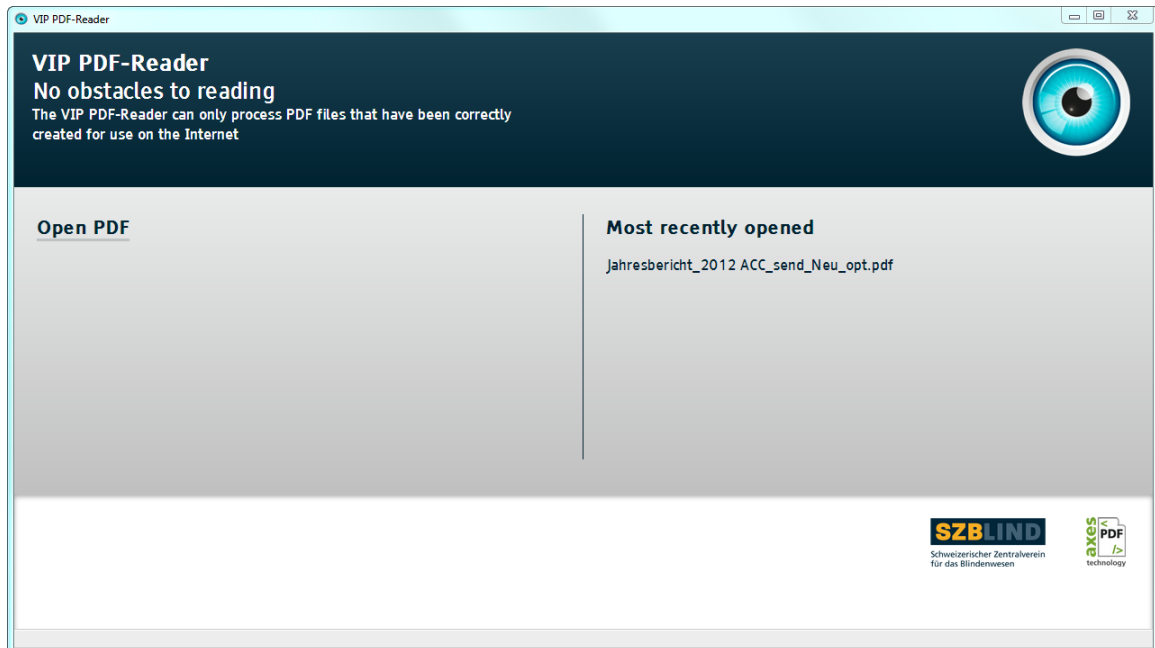 VIP PDF-Reader
VIP PDF-Reader
No obstacles to reading
The VIP PDF-Reader can only process PDF files that have been correctly
created for use on the Internet
Open PDF
Most recently opened
Jahresbericht_2012 ACC_send_Neu_opt.pdf
SZBLIND
Schweizerischer Zentralverein
für das Blindenwesen
axes
<
PDF
/>
technology